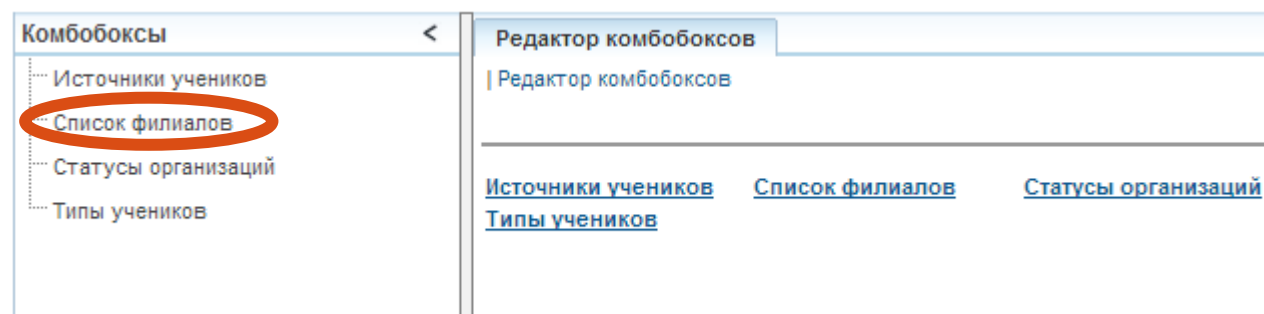 Комбобоксы <
Источники учеников
Список филиалов
Статусы организаций
Типы учеников
Редактор комбобоксов
| Редактор комбобоксов
Источники учеников Список филиалов Статусы организаций
Типы учеников